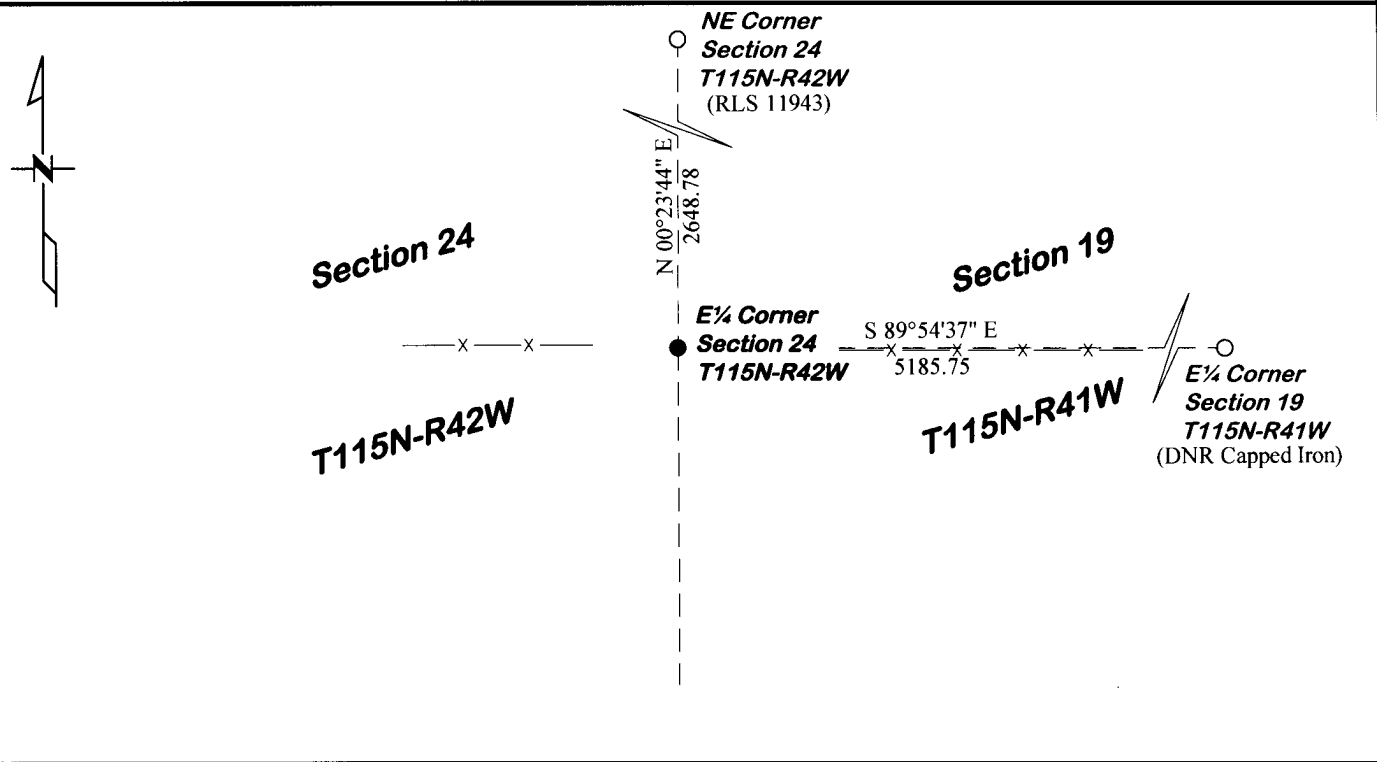 NE Corner
Section 24
T115N-R42W
(RLS 11943)
N
N 00°23'44" E
2648.78
Section 24
Section 19
E¼ Corner
Section 24
T115N-R42W
S 89°54'37" E
5185.75
E¼ Corner
Section 19
T115N-R41W
(DNR Capped Iron)
T115N-R42W
T115N-R41W